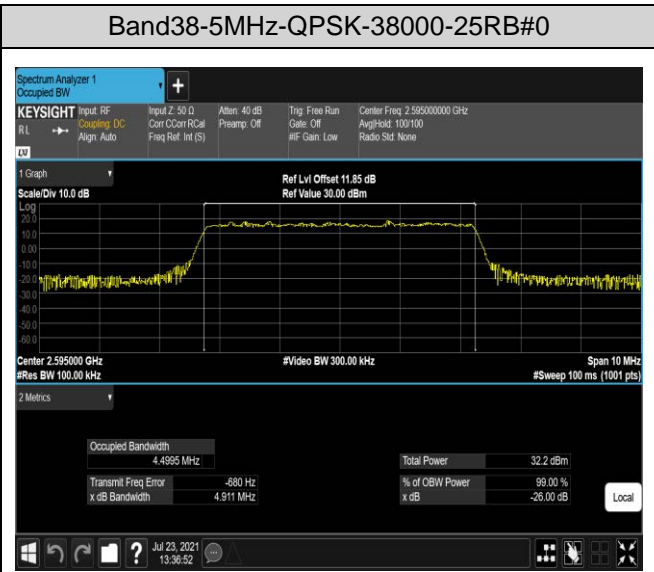 Band38-5MHz-QPSK-38000-25RB#0
Spectrum Analyzer 1
Occupied BW
+
KEYSIGHT
R L
LXI
Input: RF
Coupling: DC
Align: Auto
Input Z: 50 Ω
Corr CCorr RCal
Freq Ref: Int (S)
Atten: 40 dB
Preamp: Off
Trig: Free Run
Gate: Off
#IF Gain: Low
Center Freq: 2.595000000 GHz
Avg|Hold: 100/100
Radio Std: None
1 Graph
Scale/Div 10.0 dB
Ref Lvl Offset 11.85 dB
Ref Value 30.00 dBm
Log
20.0
10.0
0.00
-10.0
-20.0
-30.0
-40.0
-50.0
-60.0
Center 2.595000 GHz
#Res BW 100.00 kHz
#Video BW 300.00 kHz
Span 10 MHz
#Sweep 100 ms (1001 pts)
2 Metrics
Occupied Bandwidth
4.4995 MHz
Transmit Freq Error -680 Hz
x dB Bandwidth 4.911 MHz
Total Power 32.2 dBm
% of OBW Power 99.00 %
x dB -26.00 dB
Local
?
Jul 23, 2021
13:36:52